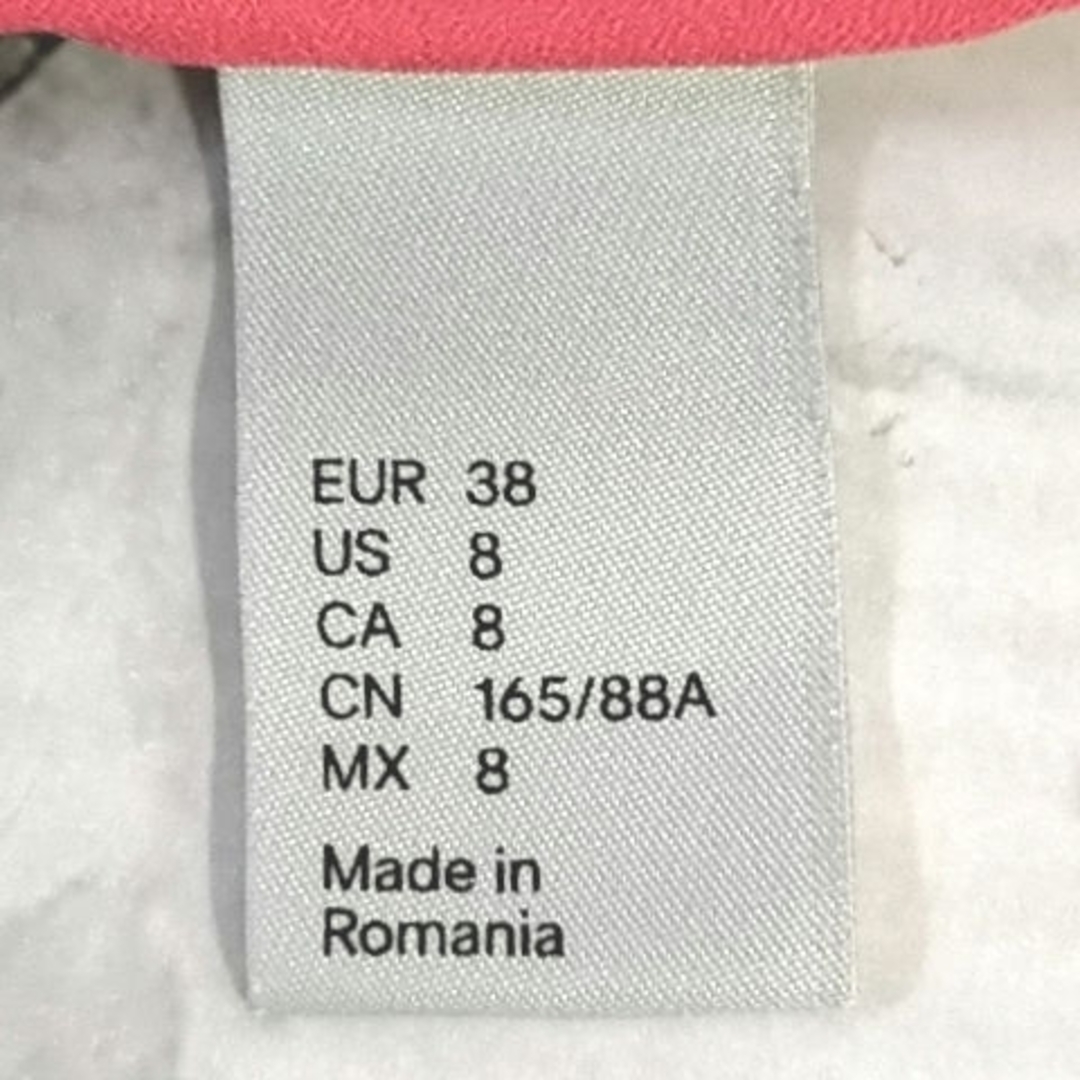 EUR 38
US 8
CA 8
CN 165/88A
MX 8
Made in
Romania